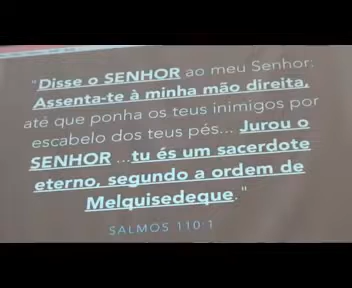 "Disse o SENHOR ao meu Senhor:
Assenta-te à minha mão direita,
até que ponha os teus inimigos por
escabelo dos teus pés... Jurou o
SENHOR ...tu és um sacerdote
eterno, segundo a ordem de
Melquisedeque."
SALMOS 110:1